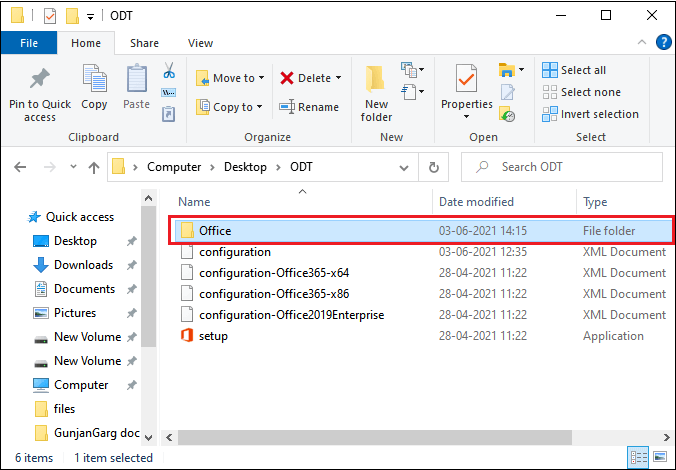 ODT
File Home Share View
Pin to Quick access
Copy
Paste
Clipboard
Move to
Copy to
Delete
Rename
Organize
New folder
New
Properties
Open
Select all
Select none
Invert selection
Select
Computer Desktop ODT
Search ODT
Name Date modified Type
Quick access
Desktop
Downloads
Documents
Pictures
New Volume
New Volume
Computer
files
GunjanGarg doc
Office 03-06-2021 14:15 File folder
configuration 03-06-2021 12:35 XML Document
configuration-Office365-x64 28-04-2021 11:22 XML Document
configuration-Office365-x86 28-04-2021 11:22 XML Document
configuration-Office2019Enterprise 28-04-2021 11:22 XML Document
setup 28-04-2021 11:22 Application
6 items 1 item selected